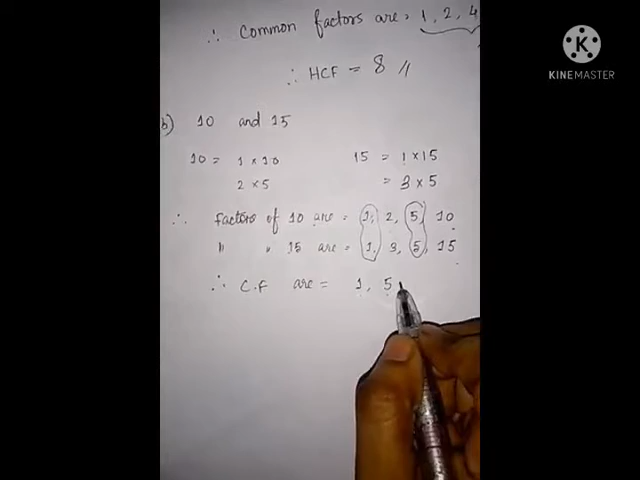 ∴ Common factors are = 1, 2, 4
∴ HCF = 8 //
b) 10 and 15
10 = 1 × 10 15 = 1 × 15
2 × 5 = 3 × 5
∴ Factors of 10 are = 1, 2, 5, 10
" " 15 are = 1, 3, 5, 15
∴ C.F are = 1, 5
KINEMASTER